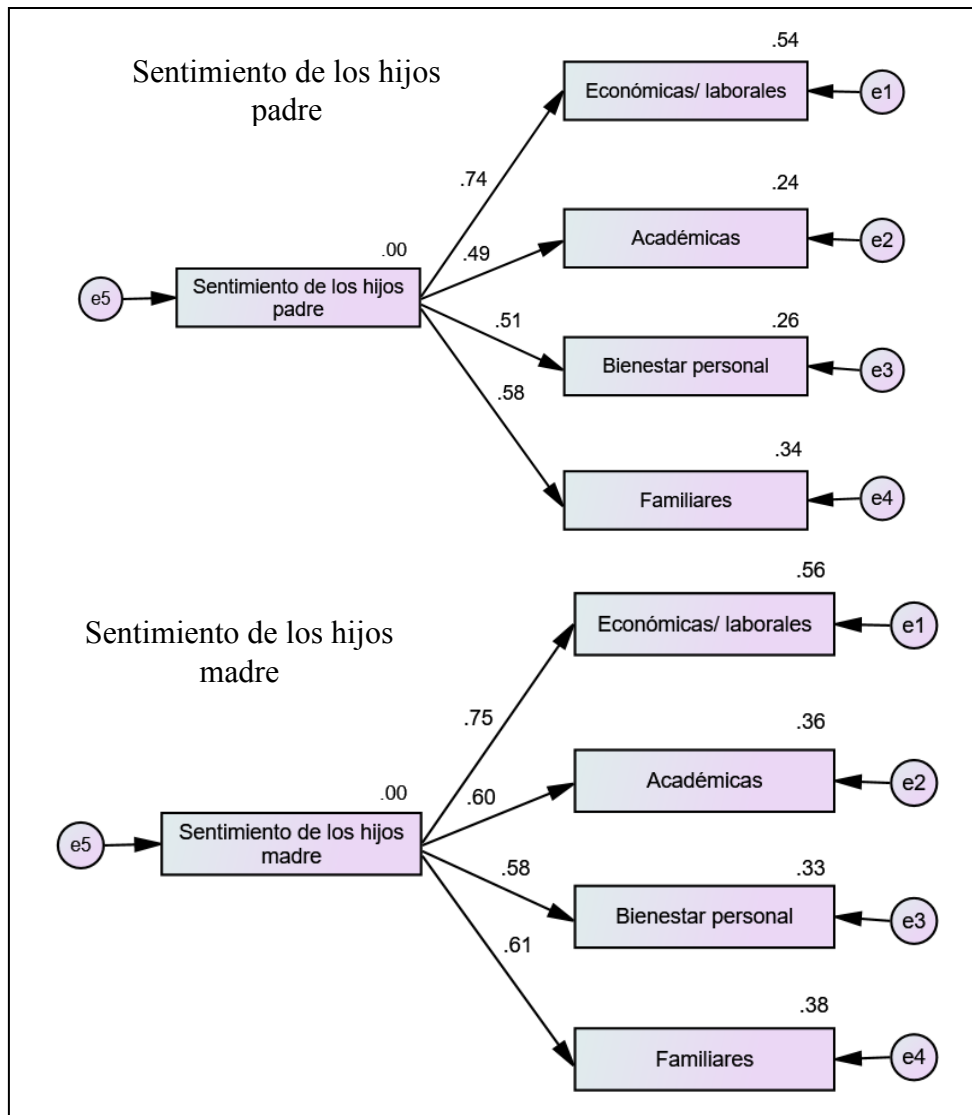 Sentimiento de los hijos
padre
.54
Económicas/ laborales
e1
.74
.24
Académicas
e2
.00
.49
Sentimiento de los hijos
padre
e5
.51
.26
Bienestar personal
e3
.58
.34
Familiares
e4
.56
Económicas/ laborales
e1
Sentimiento de los hijos
madre
.75
.36
Académicas
e2
.00
.60
Sentimiento de los hijos
madre
e5
.58
.33
Bienestar personal
e3
.61
.38
Familiares
e4